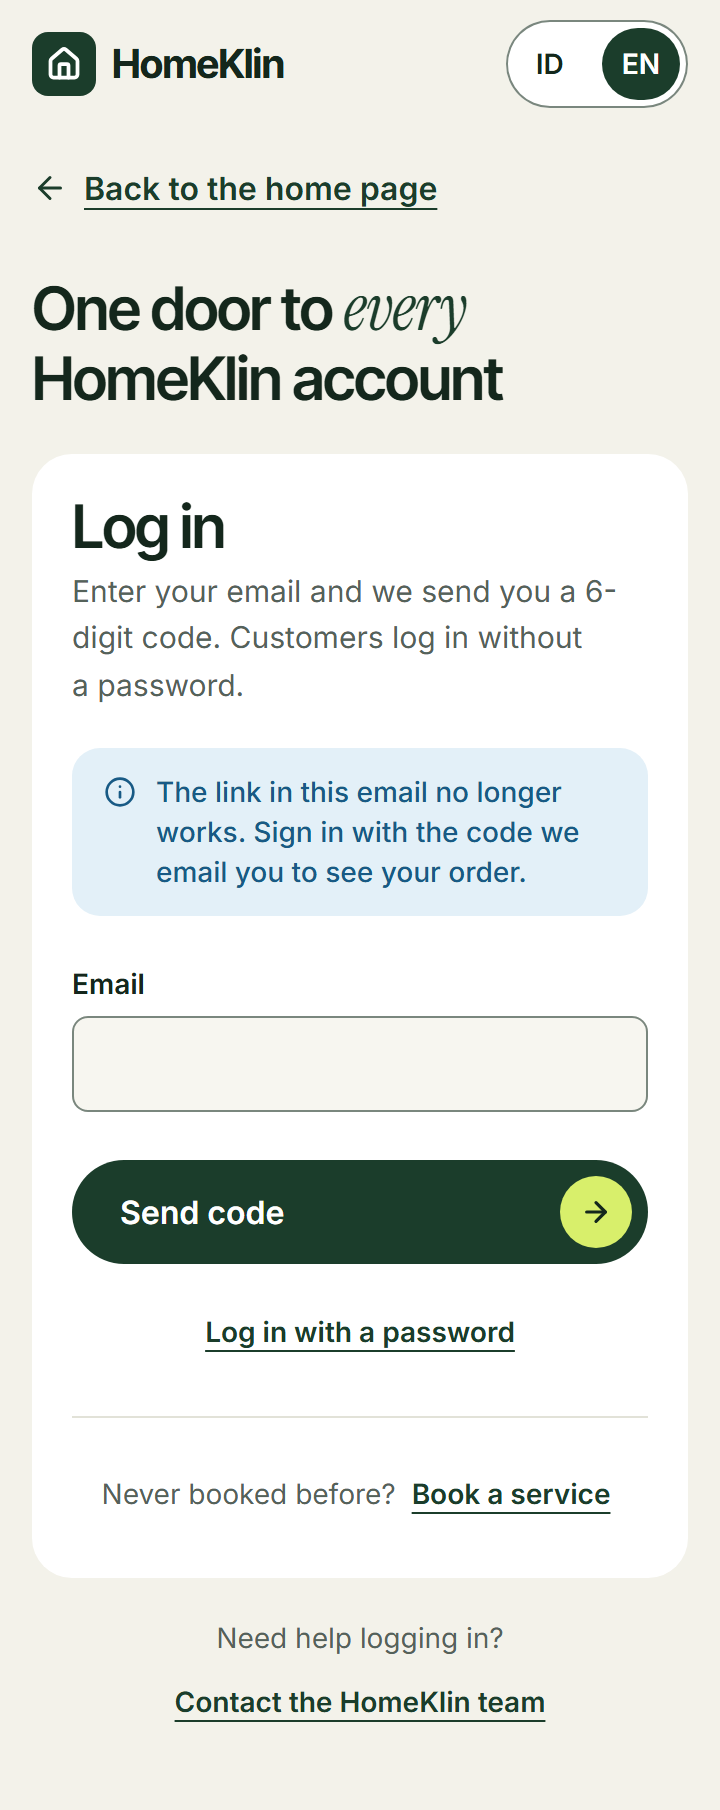 HomeKlin
ID EN
Back to the home page
One door to every
HomeKlin account
Log in
Enter your email and we send you a 6-
digit code. Customers log in without
a password.
The link in this email no longer
works. Sign in with the code we
email you to see your order.
Email
Send code
Log in with a password
Never booked before? Book a service
Need help logging in?
Contact the HomeKlin team